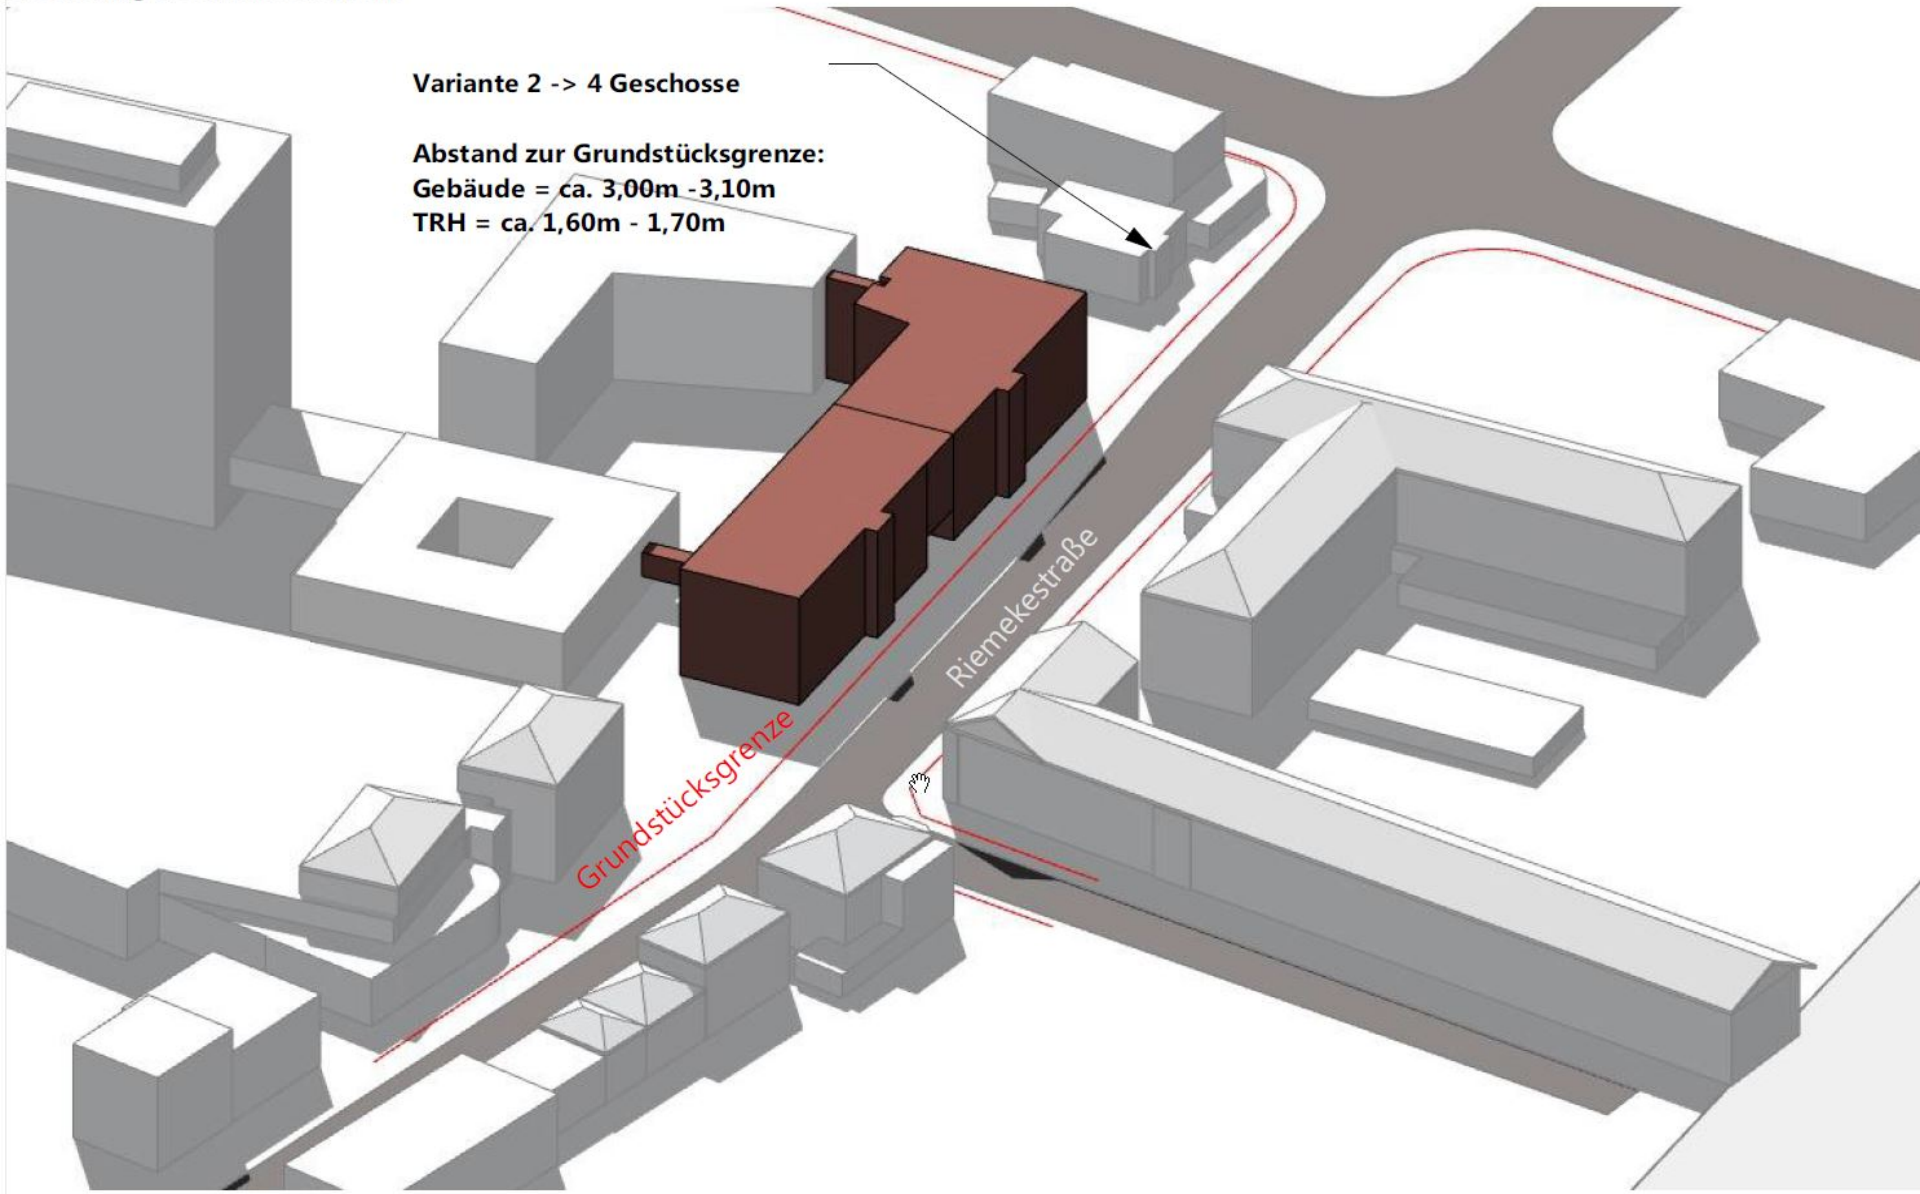 Variante 2 -> 4 Geschosse
Abstand zur Grundstücksgrenze:
Gebäude = ca. 3,00m -3,10m
TRH = ca. 1,60m - 1,70m
Riemekestraße
Grundstücksgrenze